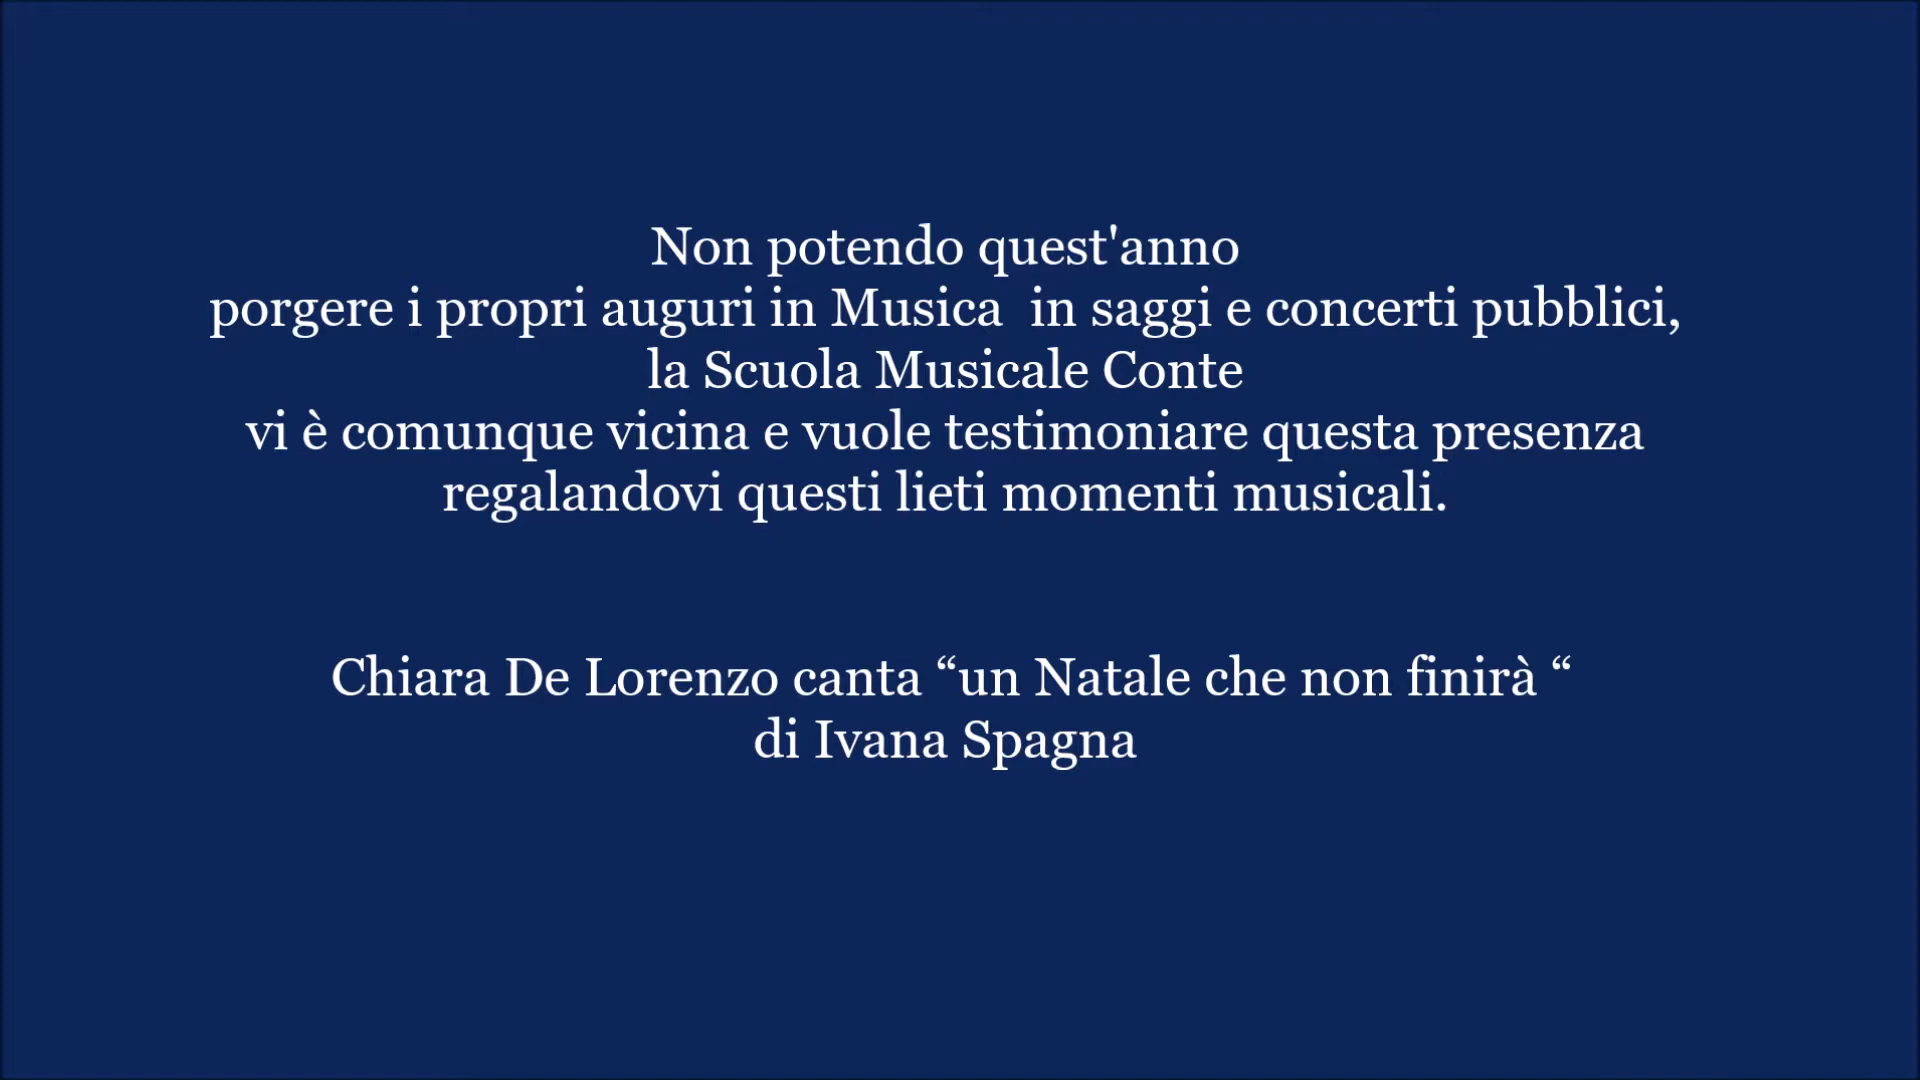 Non potendo quest'anno
porgere i propri auguri in Musica  in saggi e concerti pubblici,
la Scuola Musicale Conte
vi è comunque vicina e vuole testimoniare questa presenza
regalandovi questi lieti momenti musicali.
Chiara De Lorenzo canta “un Natale che non finirà “
di Ivana Spagna